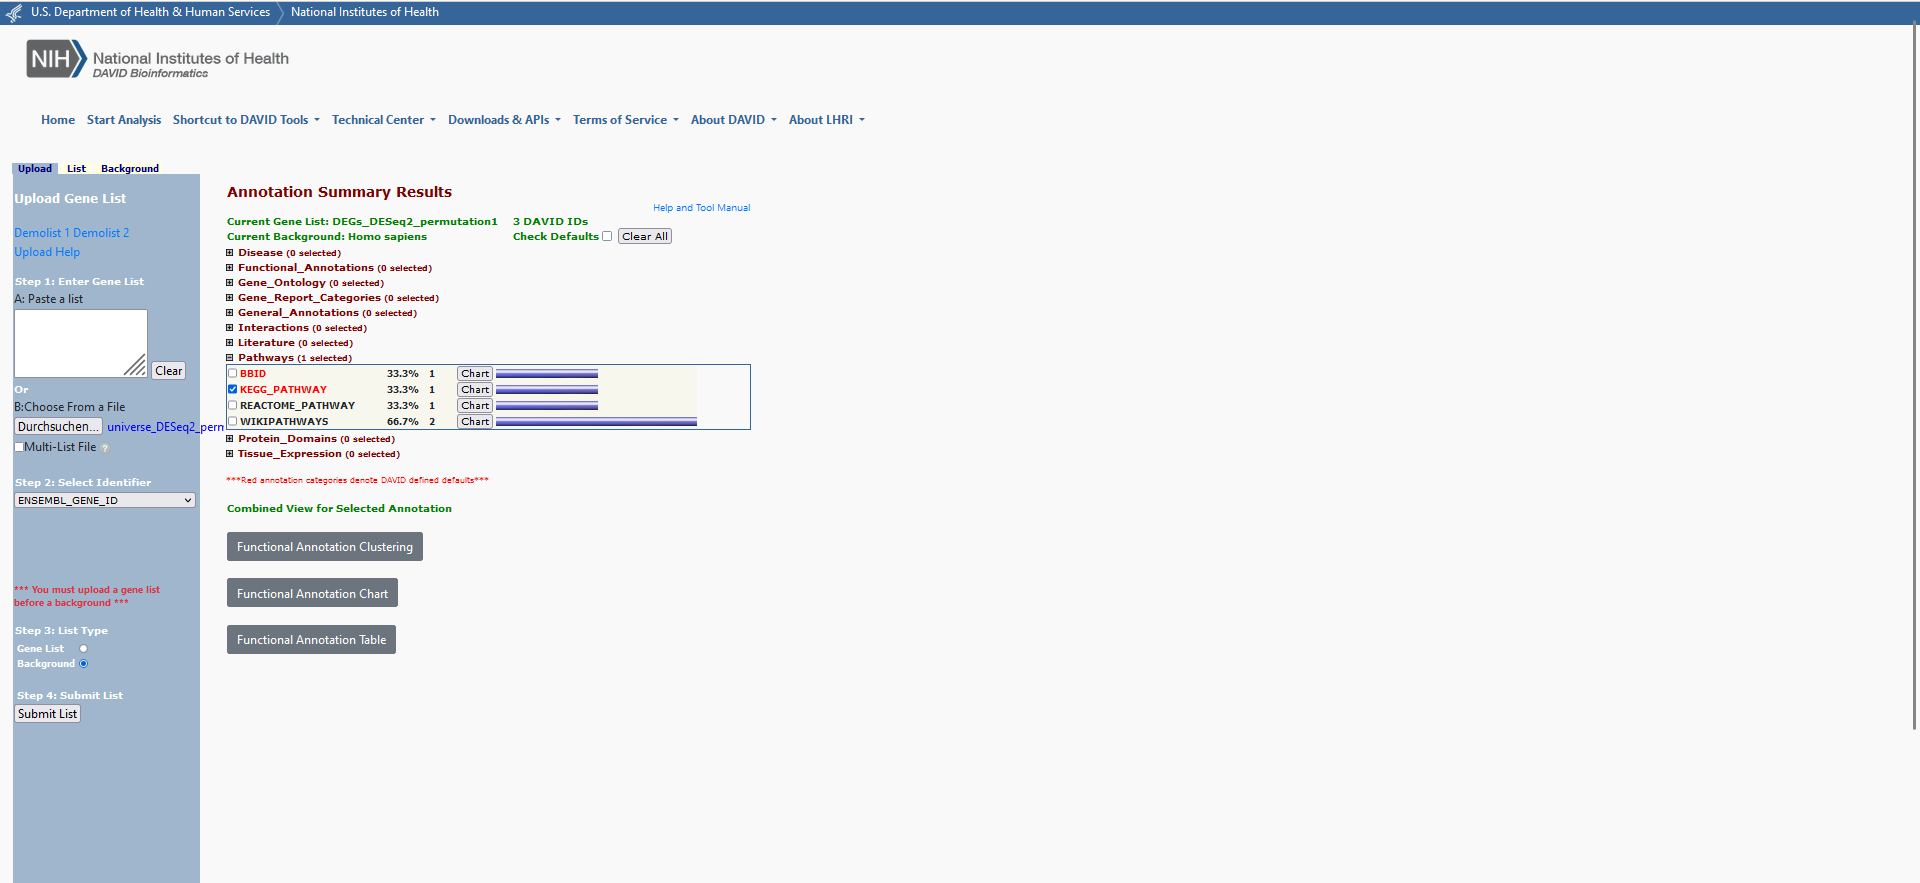 U.S. Department of Health & Human Services National Institutes of Health
NIH National Institutes of Health
DAVID Bioinformatics
Home Start Analysis Shortcut to DAVID Tools Technical Center Downloads & APIs Terms of Service About DAVID About LHRI
Upload List Background
Upload Gene List
Demolist 1 Demolist 2
Upload Help
Step 1: Enter Gene List
A: Paste a list
Clear
Or
B:Choose From a File
Durchsuchen... universe_DESeq2_perm
Multi-List File ?
Step 2: Select Identifier
ENSEMBL_GENE_ID
*** You must upload a gene list
before a background ***
Step 3: List Type
Gene List
Background
Step 4: Submit List
Submit List
Annotation Summary Results
Help and Tool Manual
Current Gene List: DEGs_DESeq2_permutation1 3 DAVID IDs
Current Background: Homo sapiens Check Defaults Clear All
Disease (0 selected)
Functional_Annotations (0 selected)
Gene_Ontology (0 selected)
Gene_Report_Categories (0 selected)
General_Annotations (0 selected)
Interactions (0 selected)
Literature (0 selected)
Pathways (1 selected)
BBID 33.3% 1 Chart
KEGG_PATHWAY 33.3% 1 Chart
REACTOME_PATHWAY 33.3% 1 Chart
WIKIPATHWAYS 66.7% 2 Chart
Protein_Domains (0 selected)
Tissue_Expression (0 selected)
***Red annotation categories denote DAVID defined defaults***
Combined View for Selected Annotation
Functional Annotation Clustering
Functional Annotation Chart
Functional Annotation Table